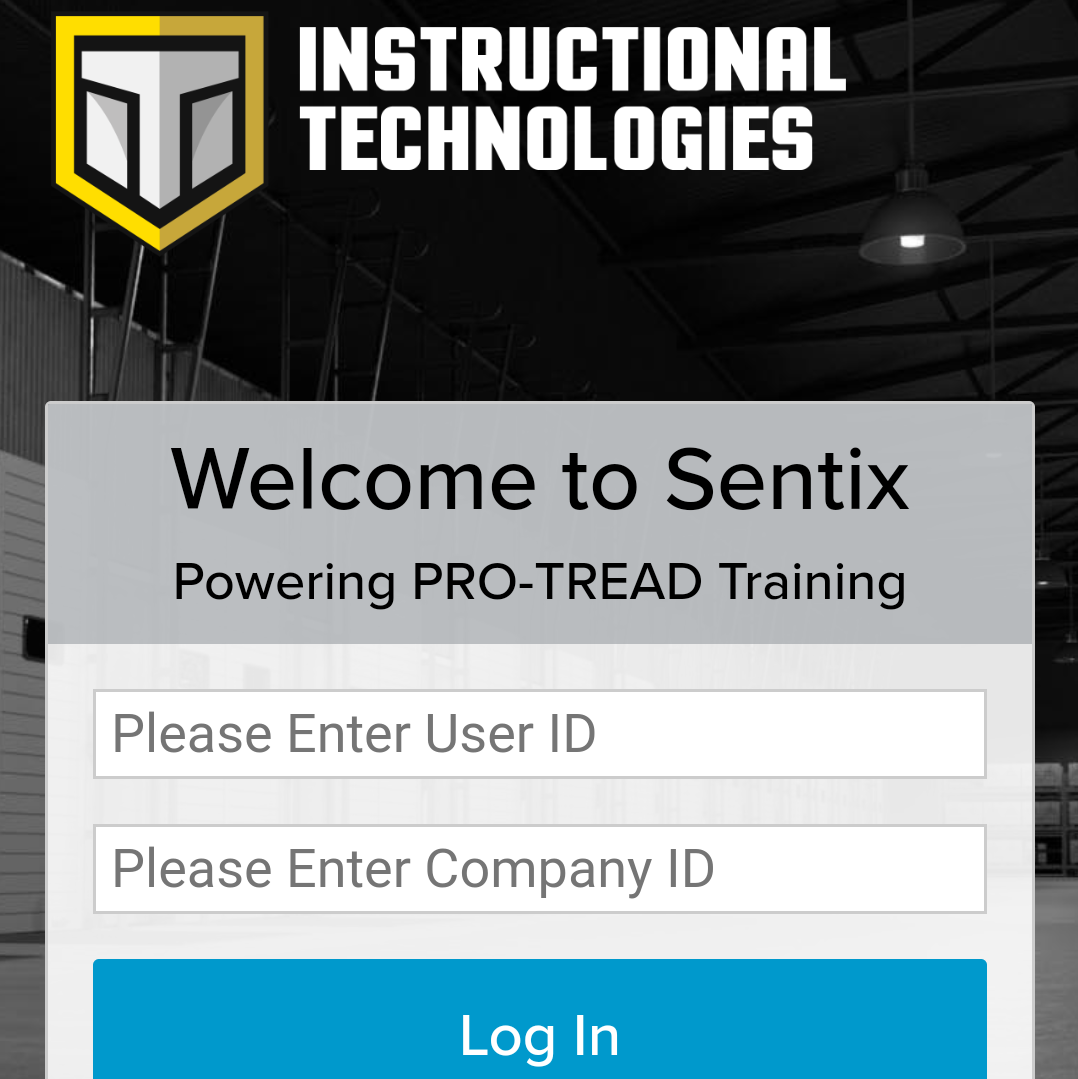 INSTRUCTIONAL
TECHNOLOGIES
Welcome to Sentix
Powering PRO-TREAD Training
Please Enter User ID
Please Enter Company ID
Log In